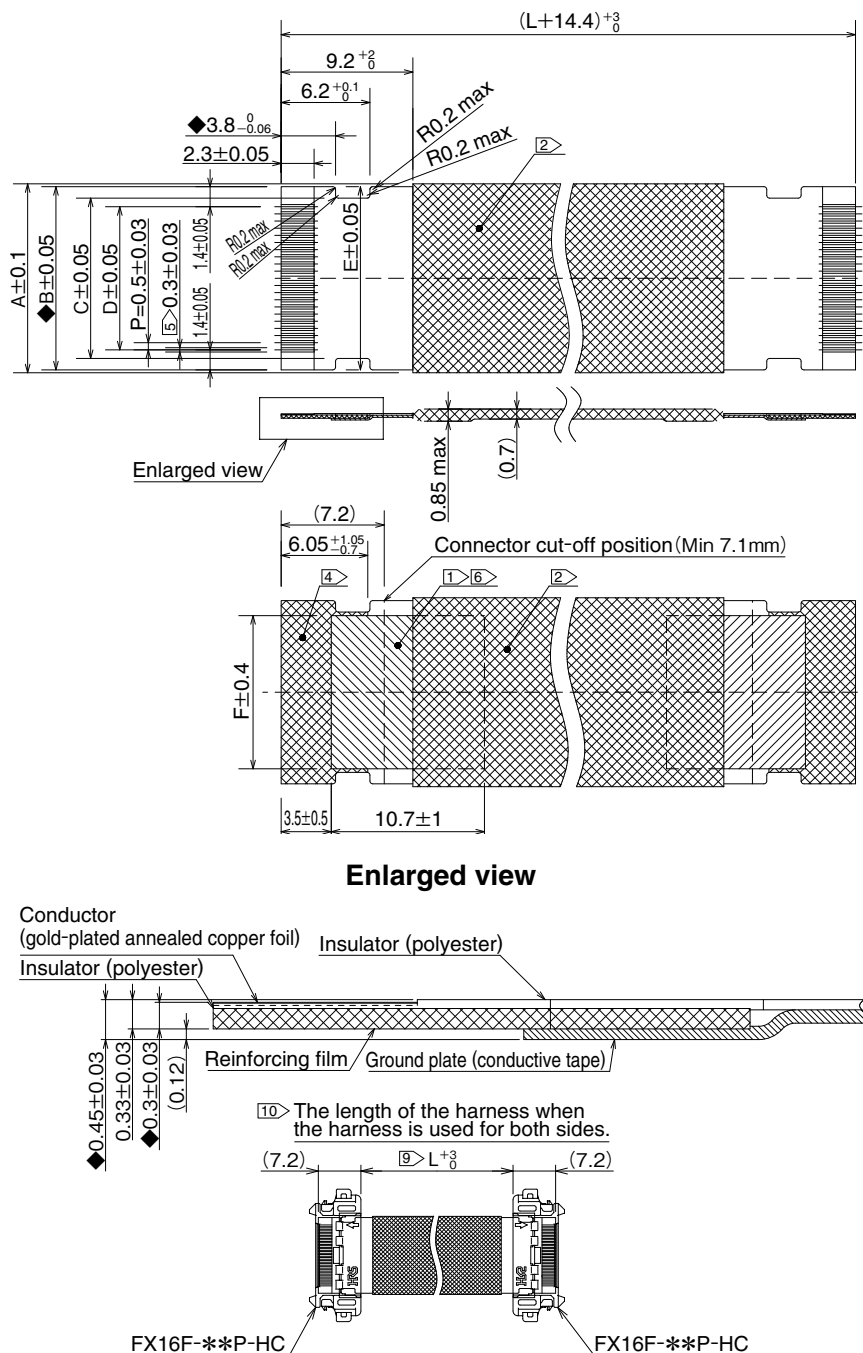 (L+14.4) +3 0
9.2 +2 0
6.2 +0.1 0
◆3.8 0 -0.06
2.3±0.05
R0.2 max
R0.2 max
2
A±0.1
◆B±0.05
C±0.05
D±0.05
P=0.5±0.03
5 0.3±0.03
1.4±0.05
1.4±0.05
R0.2 max
R0.2 max
E±0.05
Enlarged view
0.85 max
(0.7)
(7.2)
6.05 +1.05 -0.7
Connector cut-off position(Min 7.1mm)
4
1 6
2
F±0.4
3.5±0.5
10.7±1
Enlarged view
Conductor
(gold-plated annealed copper foil)
Insulator (polyester)
Insulator (polyester)
Reinforcing film
Ground plate (conductive tape)
◆0.45±0.03
0.33±0.03
◆0.3±0.03
(0.12)
10 The length of the harness when
the harness is used for both sides.
(7.2)
9 L +3 0
(7.2)
HRS
HRS
FX16F-**P-HC
FX16F-**P-HC